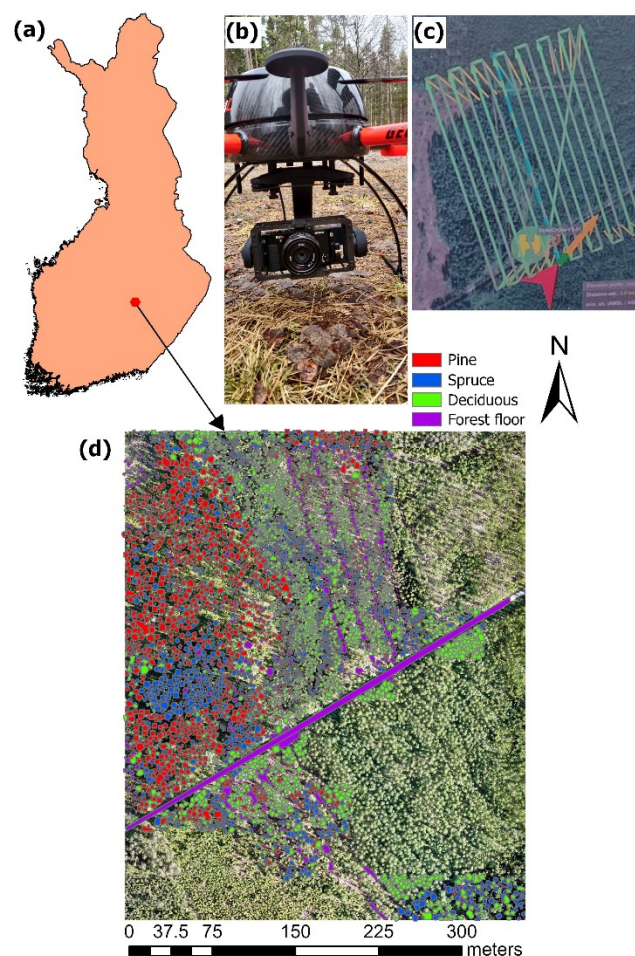 (a)
(b)
(c)
Pine
Spruce
Deciduous
Forest floor
N
(d)
0 37.5 75 150 225 300
meters